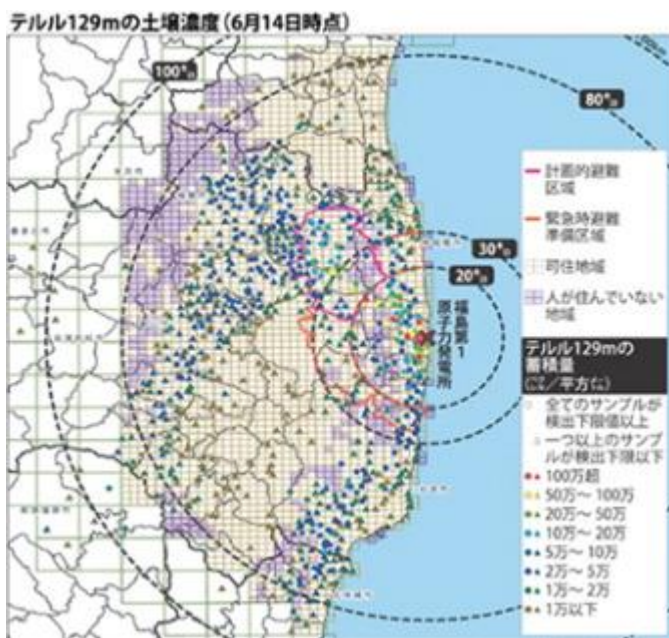 テルル129mの土壌濃度(6月14日時点)
100㌔
80㌔
30㌔
20㌔
福島第1
原子力発電所
計画的避難
区域
緊急時避難
準備区域
可住地域
人が住んでいない
地域
テルル129mの
蓄積量
(㏃/平方㍍)
全てのサンプルが
検出下限値以上
一つ以上のサンプ
ルが検出下限以下
100万超
50万〜100万
20万〜50万
10万〜20万
5万〜10万
2万〜5万
1万〜2万
1万以下